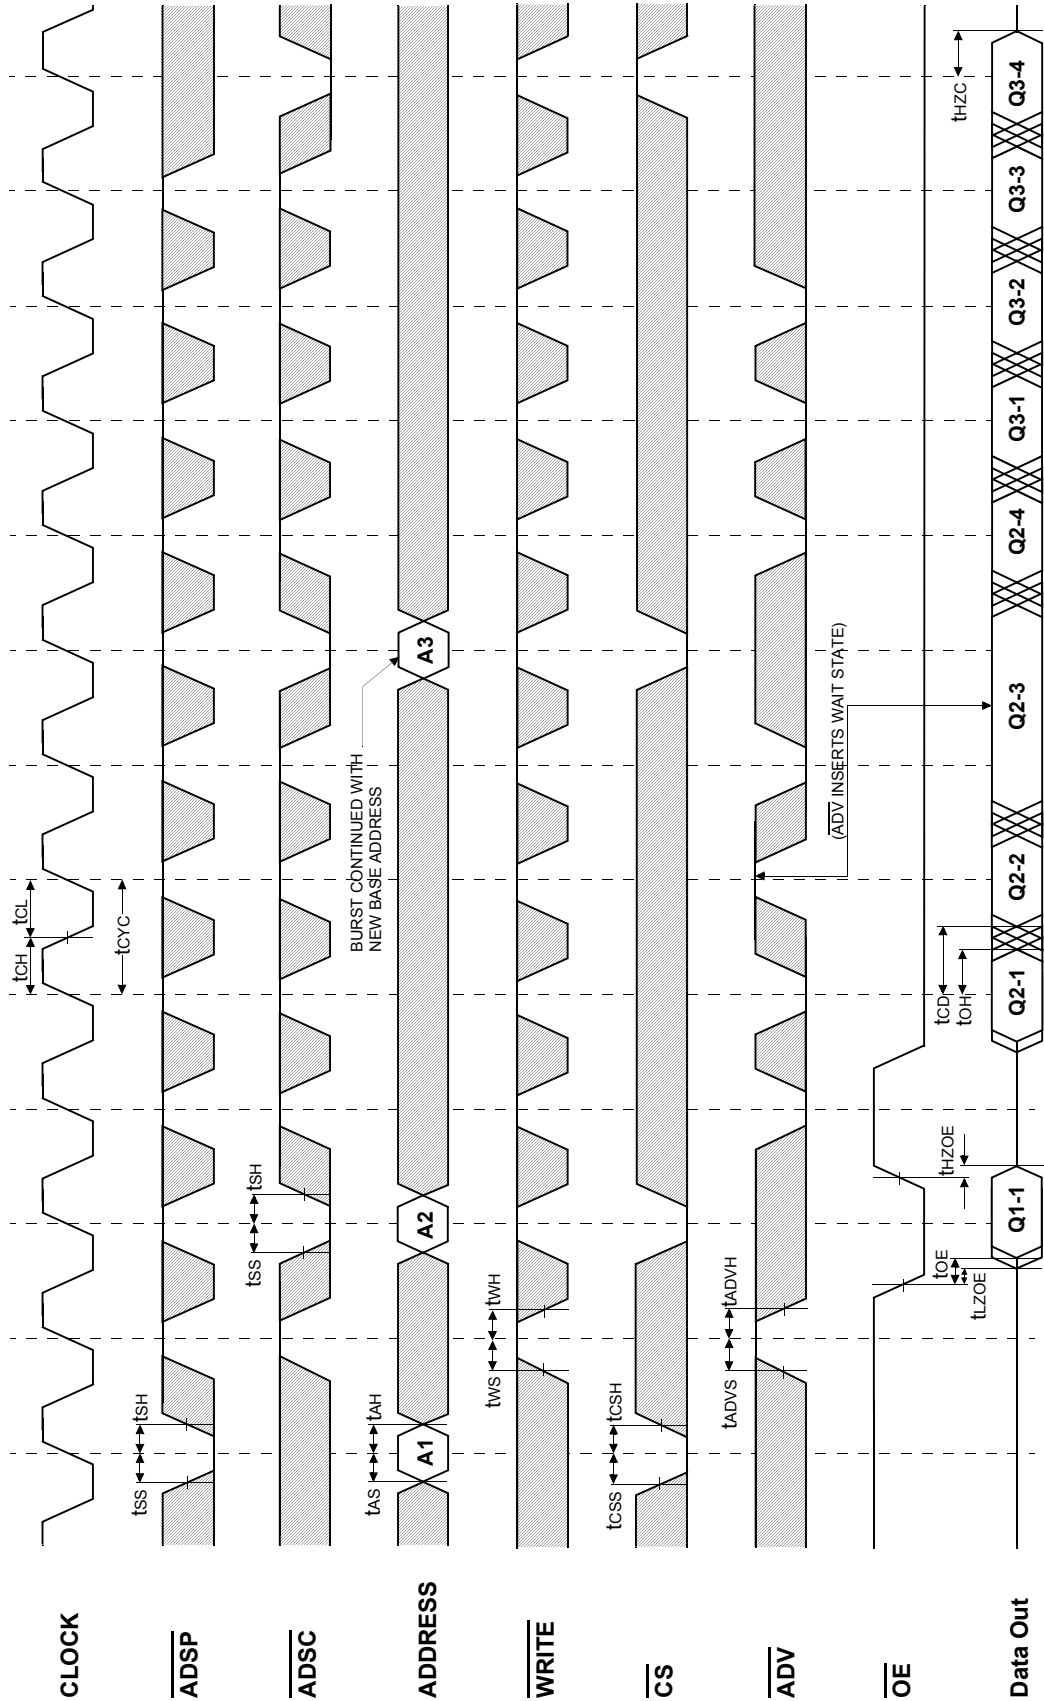 CLOCK
tCH
tCL
tCYC
ADSP
tSS
tSH
ADSC
tSS
tSH
ADDRESS
tAS
tAH
A1
A2
BURST CONTINUED WITH
NEW BASE ADDRESS
A3
WRITE
tWS
tWH
CS
tCSS
tCSH
ADV
tADVS
tADVH
(ADV INSERTS WAIT STATE)
OE
Data Out
tLZOE
tOE
tHZOE
tCD
tOH
tHZC
Q1-1
Q2-1
Q2-2
Q2-3
Q2-4
Q3-1
Q3-2
Q3-3
Q3-4